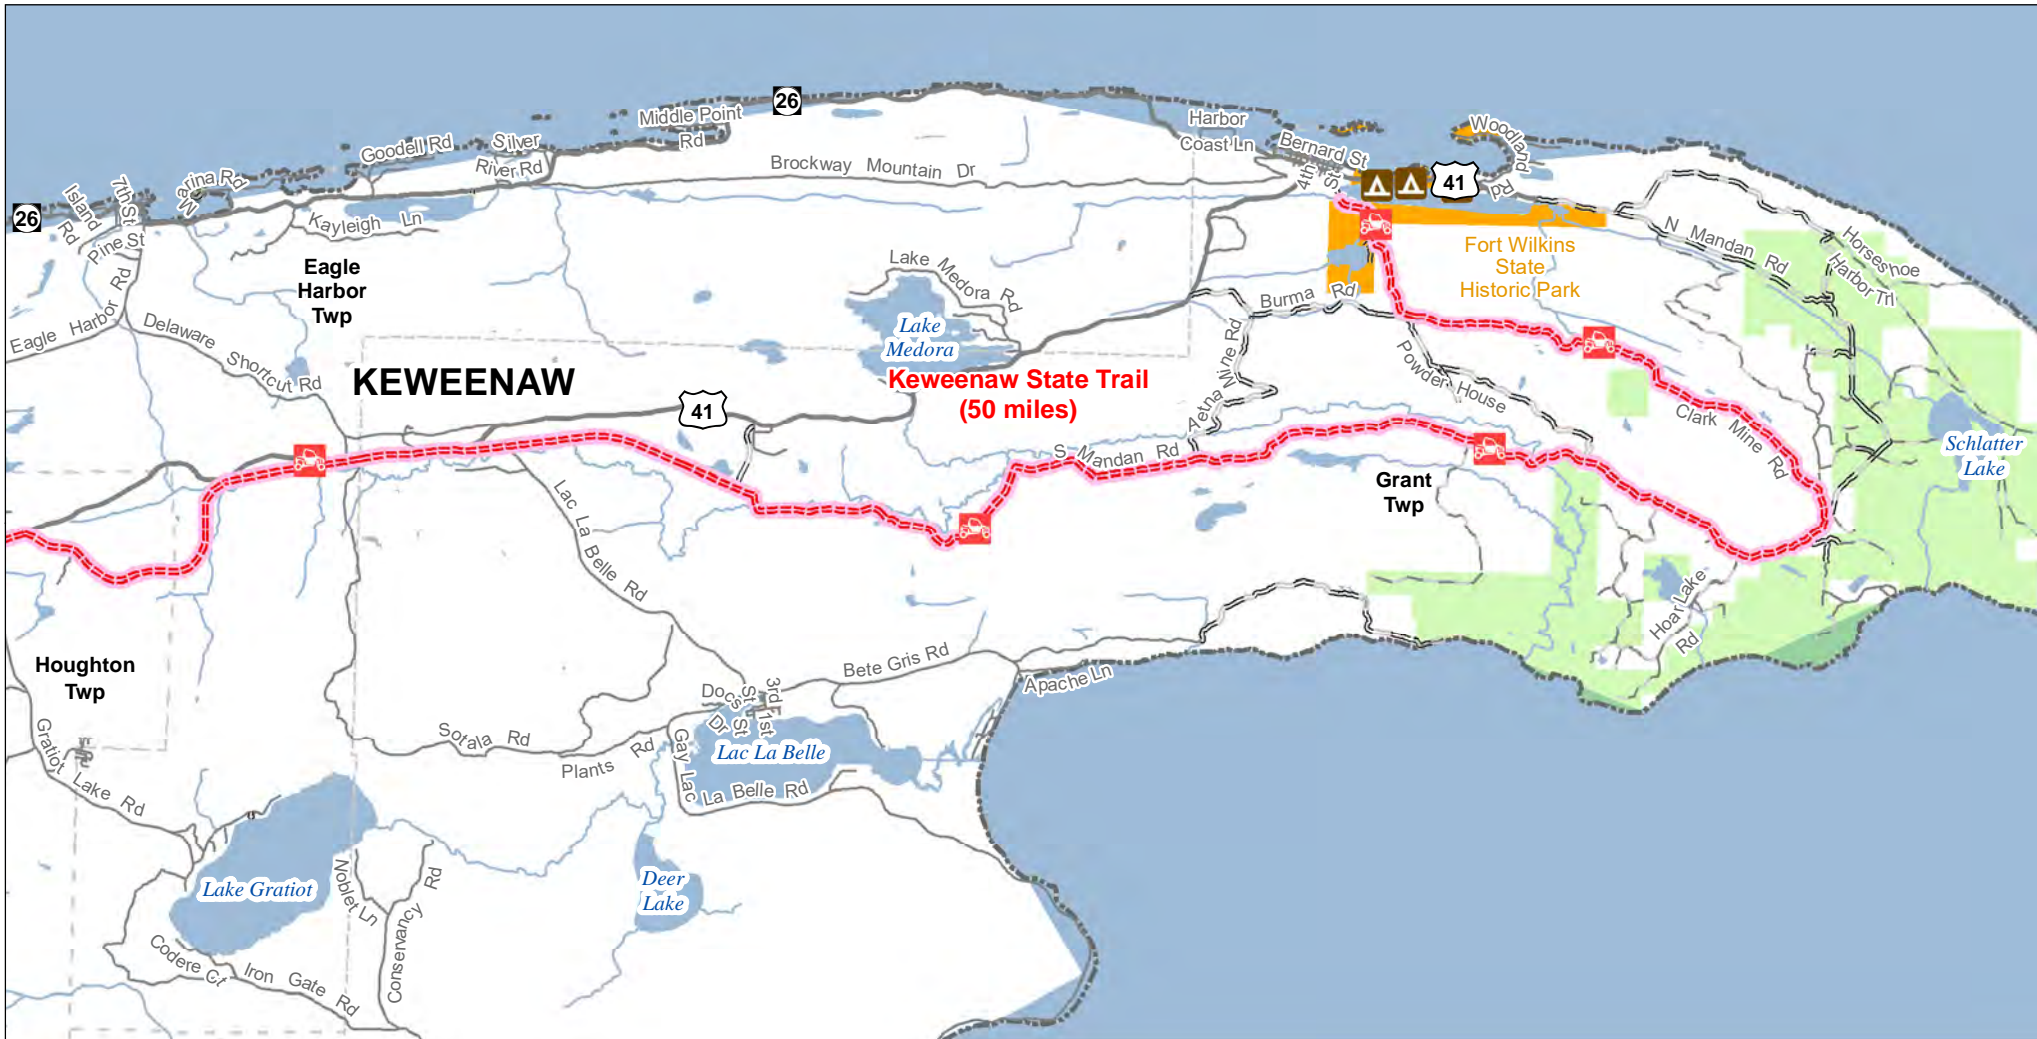 26
Middle Point
Rd
Goodell Rd
Silver
River Rd
Harbor
Coast Ln
Bernard St
Woodland
Rd
4th
St
41
Brockway Mountain Dr
26
Island
Rd
7th St
Marina Rd
Pine St
Kayleigh Ln
Eagle Harbor Rd
Eagle
Harbor
Twp
Delaware Shortcut Rd
Lake Medora Rd
Lake
Medora
Burma Rd
Fort Wilkins
State
Historic Park
N Mandan Rd
Horseshoe
Harbor Trl
KEWEENAW
41
Keweenaw State Trail
(50 miles)
Aetna Mine Rd
Powder House
Clark Mine Rd
S Mandan Rd
Grant
Twp
Schlatter
Lake
Lac La Belle Rd
Hoar Lake
Rd
Houghton
Twp
Bete Gris Rd
Apache Ln
Docs
Dr
St
St
3rd
1st
Sotala Rd
Plants Rd
Gay Lac
La Belle Rd
Lac La Belle
Gratiot Lake Rd
Lake Gratiot
Noblet Ln
Conservancy Rd
Deer
Lake
Codere Ct
Iron Gate Rd